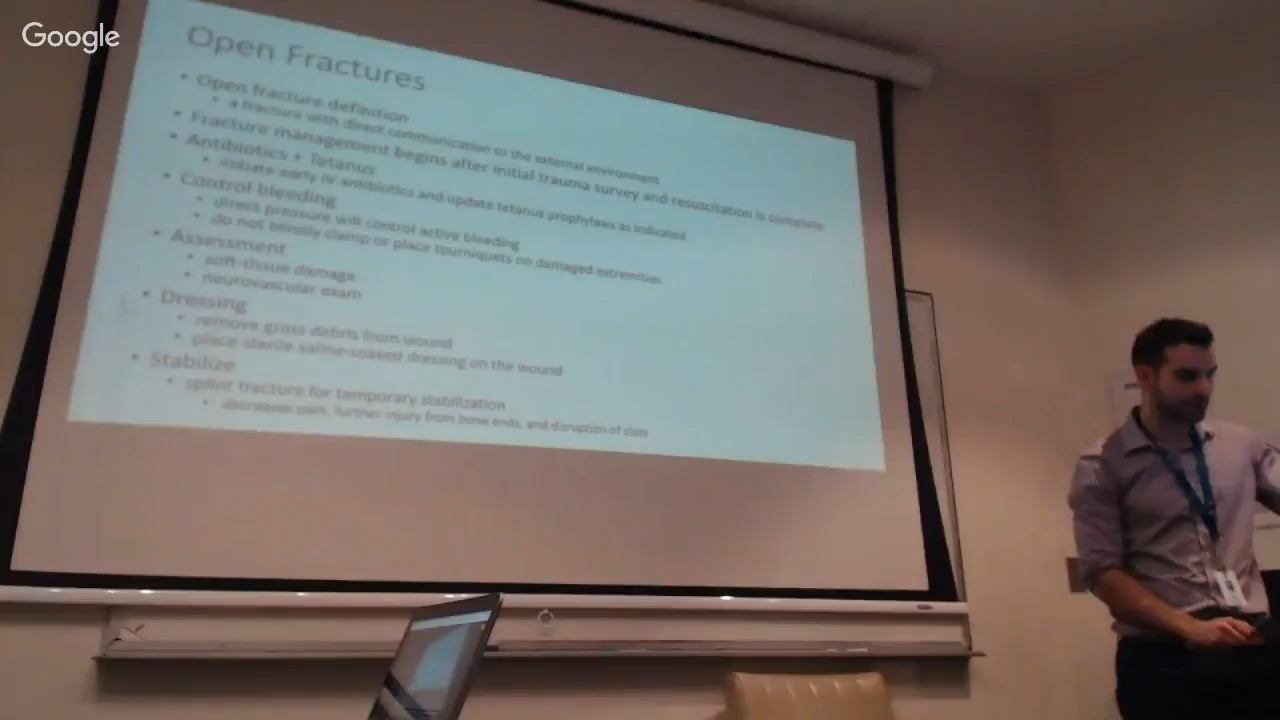 Google
Open Fractures
• Open fracture definition
• a fracture with direct communication to the external environment
• Fracture management begins after initial trauma survey and resuscitation is complete
• Antibiotics + Tetanus
• initiate early IV antibiotics and update tetanus prophylaxis as indicated
• Control bleeding
• direct pressure will control active bleeding
• do not blindly clamp or place tourniquets on damaged extremities
• Assessment
• soft-tissue damage
• neurovascular exam
• Dressing
• remove gross debris from wound
• place sterile saline-soaked dressing on the wound
• Stabilize
• splint fracture for temporary stabilization
• decreases pain, further injury from bone ends, and disruption of clots